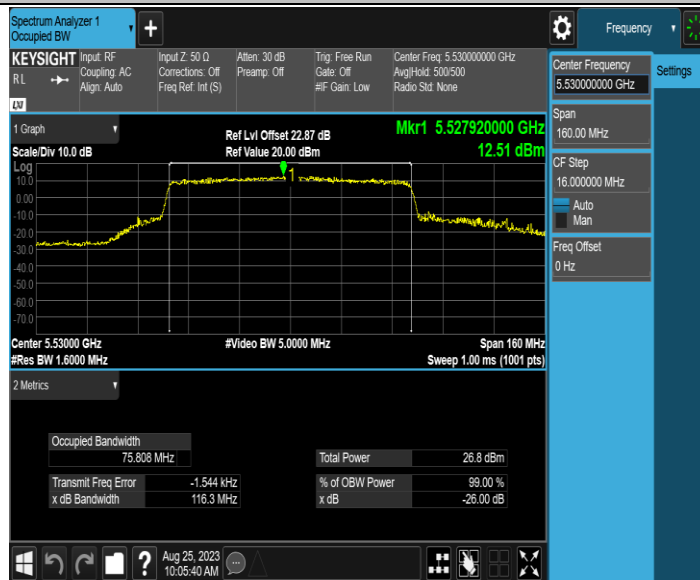 Spectrum Analyzer 1
Occupied BW
+
Frequency
KEYSIGHT
RL
LXI
Input: RF
Coupling: AC
Align: Auto
Input Z: 50 Ω
Corrections: Off
Freq Ref: Int (S)
Atten: 30 dB
Preamp: Off
Trig: Free Run
Gate: Off
#IF Gain: Low
Center Freq: 5.530000000 GHz
Avg|Hold: 500/500
Radio Std: None
Center Frequency
5.530000000 GHz
Settings
Span
160.00 MHz
CF Step
16.000000 MHz
Auto
Man
Freq Offset
0 Hz
1 Graph
Scale/Div 10.0 dB
Ref Lvl Offset 22.87 dB
Ref Value 20.00 dBm
Mkr1 5.527920000 GHz
12.51 dBm
Log
10.0
0.00
-10.0
-20.0
-30.0
-40.0
-50.0
-60.0
-70.0
1
Center 5.53000 GHz
#Res BW 1.6000 MHz
#Video BW 5.0000 MHz
Span 160 MHz
Sweep 1.00 ms (1001 pts)
2 Metrics
Occupied Bandwidth
75.808 MHz
Total Power 26.8 dBm
Transmit Freq Error -1.544 kHz
% of OBW Power 99.00 %
x dB Bandwidth 116.3 MHz
x dB -26.00 dB
?
Aug 25, 2023
10:05:40 AM